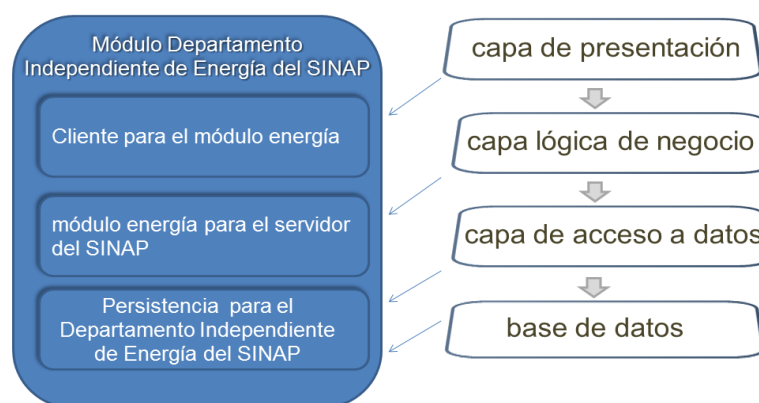 Módulo Departamento
Independiente de Energía del SINAP
Cliente para el módulo energía
módulo energía para el servidor
del SINAP
Persistencia para el
Departamento Independiente
de Energía del SINAP
capa de presentación
capa lógica de negocio
capa de acceso a datos
base de datos